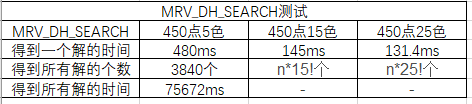 MRV_DH_SEARCH测试
MRV_DH_SEARCH 450点5色 450点15色 450点25色
得到一个解的时间 480ms 145ms 131.4ms
得到所有解的个数 3840个 n*15!个 n*25!个
得到所有解的时间 75672ms - -